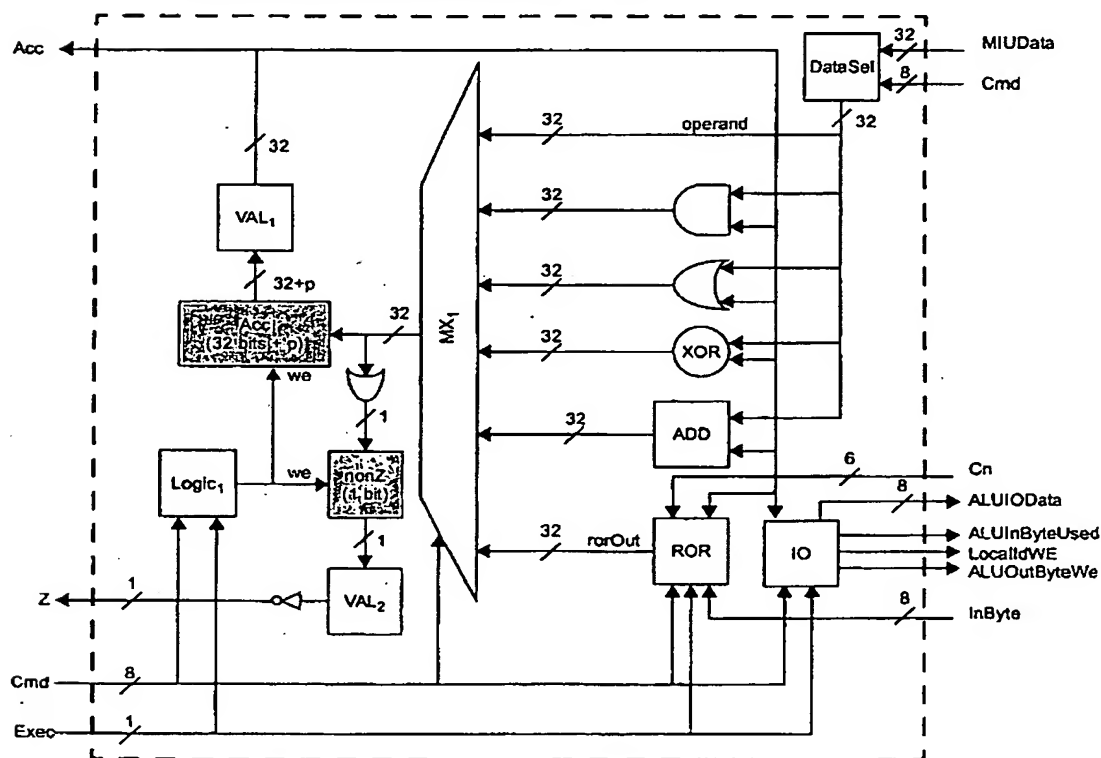 Acc
32
MIUData
DataSel
8
Cmd
32
32
operand
32
32
VAL1
32
32+p
Acc
(32 bits + p)
32
MX1
32
XOR
we
1
32
ADD
Logic1
we
nonZ
(1 bit)
6
Cn
8
ALUIOData
1
32
rorOut
ROR
IO
ALUInByteUsed
LocalIdWE
ALUOutByteWe
Z
1
VAL2
8
InByte
Cmd
8
Exec
1